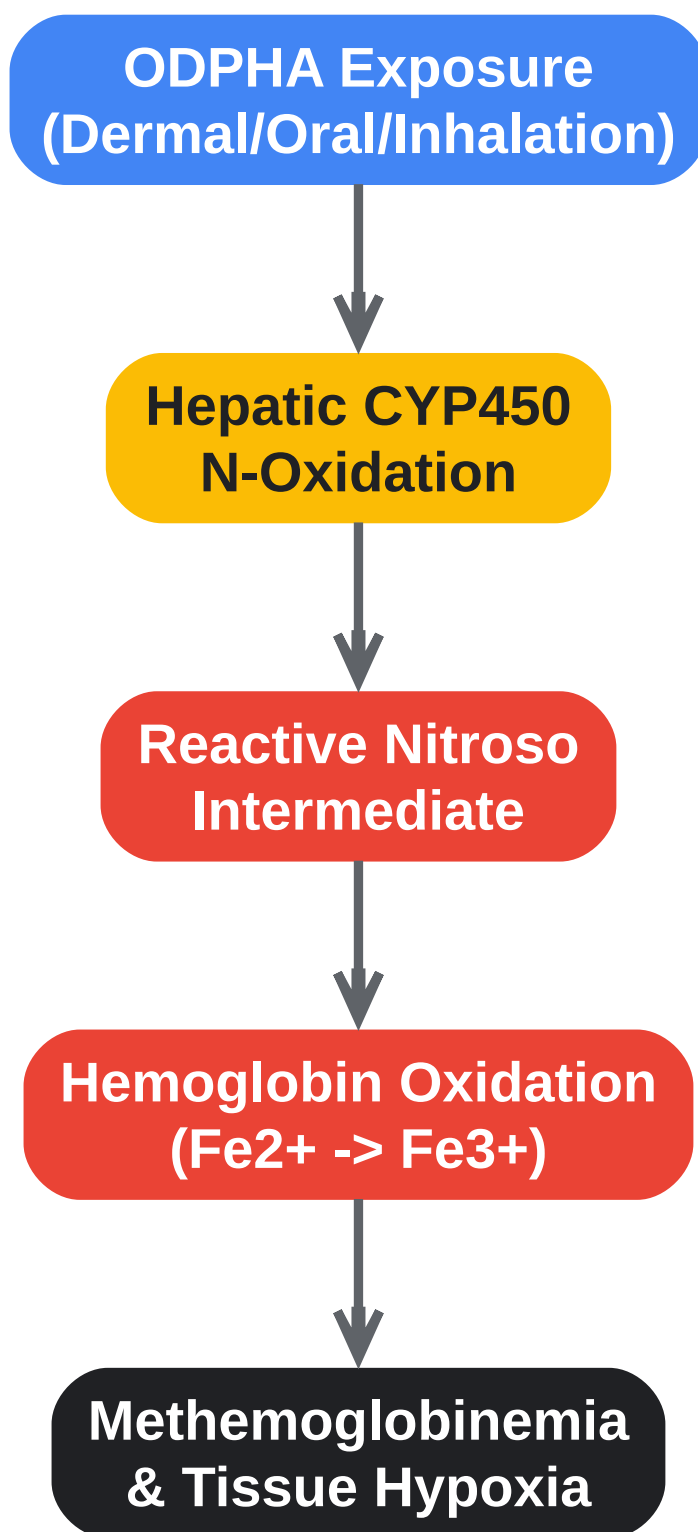 ODPHA Exposure
(Dermal/Oral/Inhalation)
Hepatic CYP450
N-Oxidation
Reactive Nitroso
Intermediate
Hemoglobin Oxidation
(Fe2+ -> Fe3+)
Methemoglobinemia
& Tissue Hypoxia